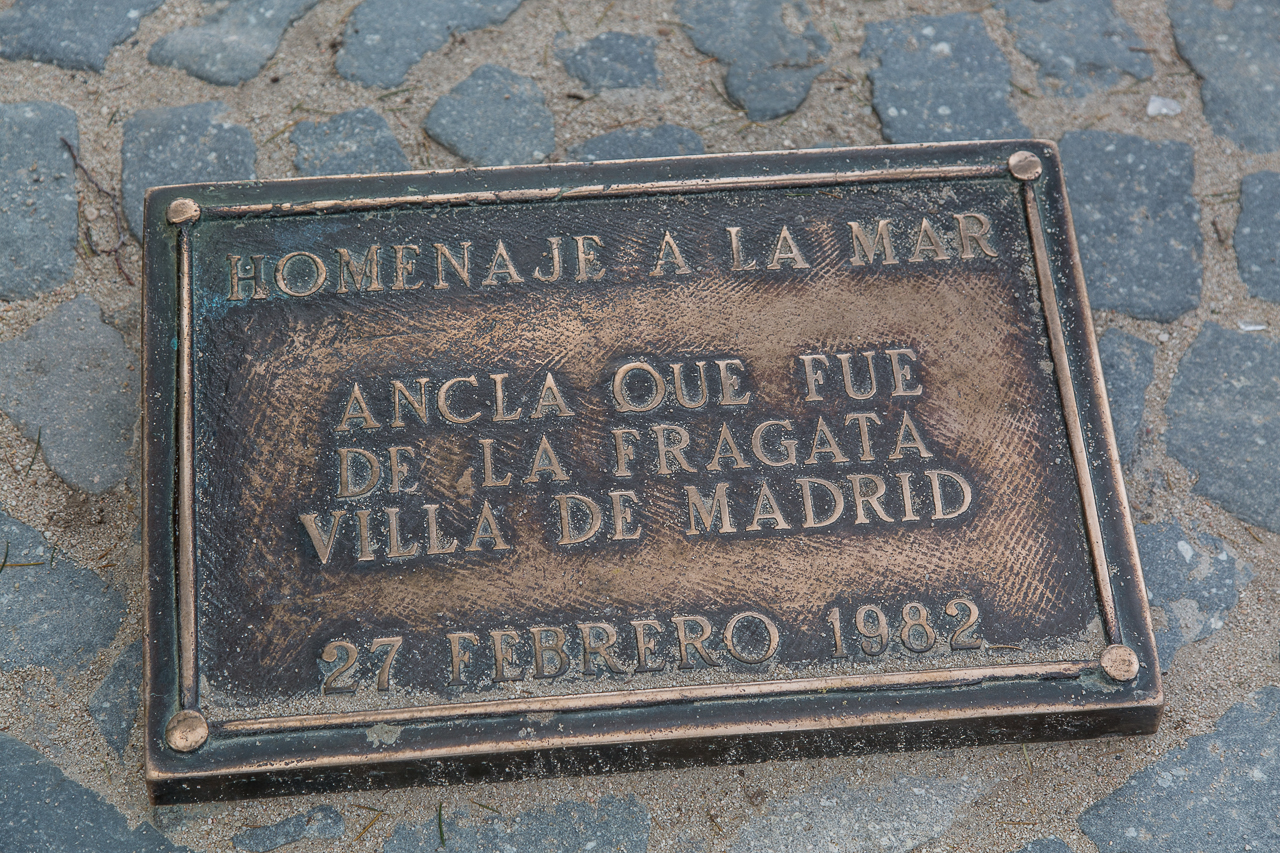 HOMENAJE A LA MAR
ANCLA QUE FUE
DE LA FRAGATA
VILLA DE MADRID
27 FEBRERO 1982